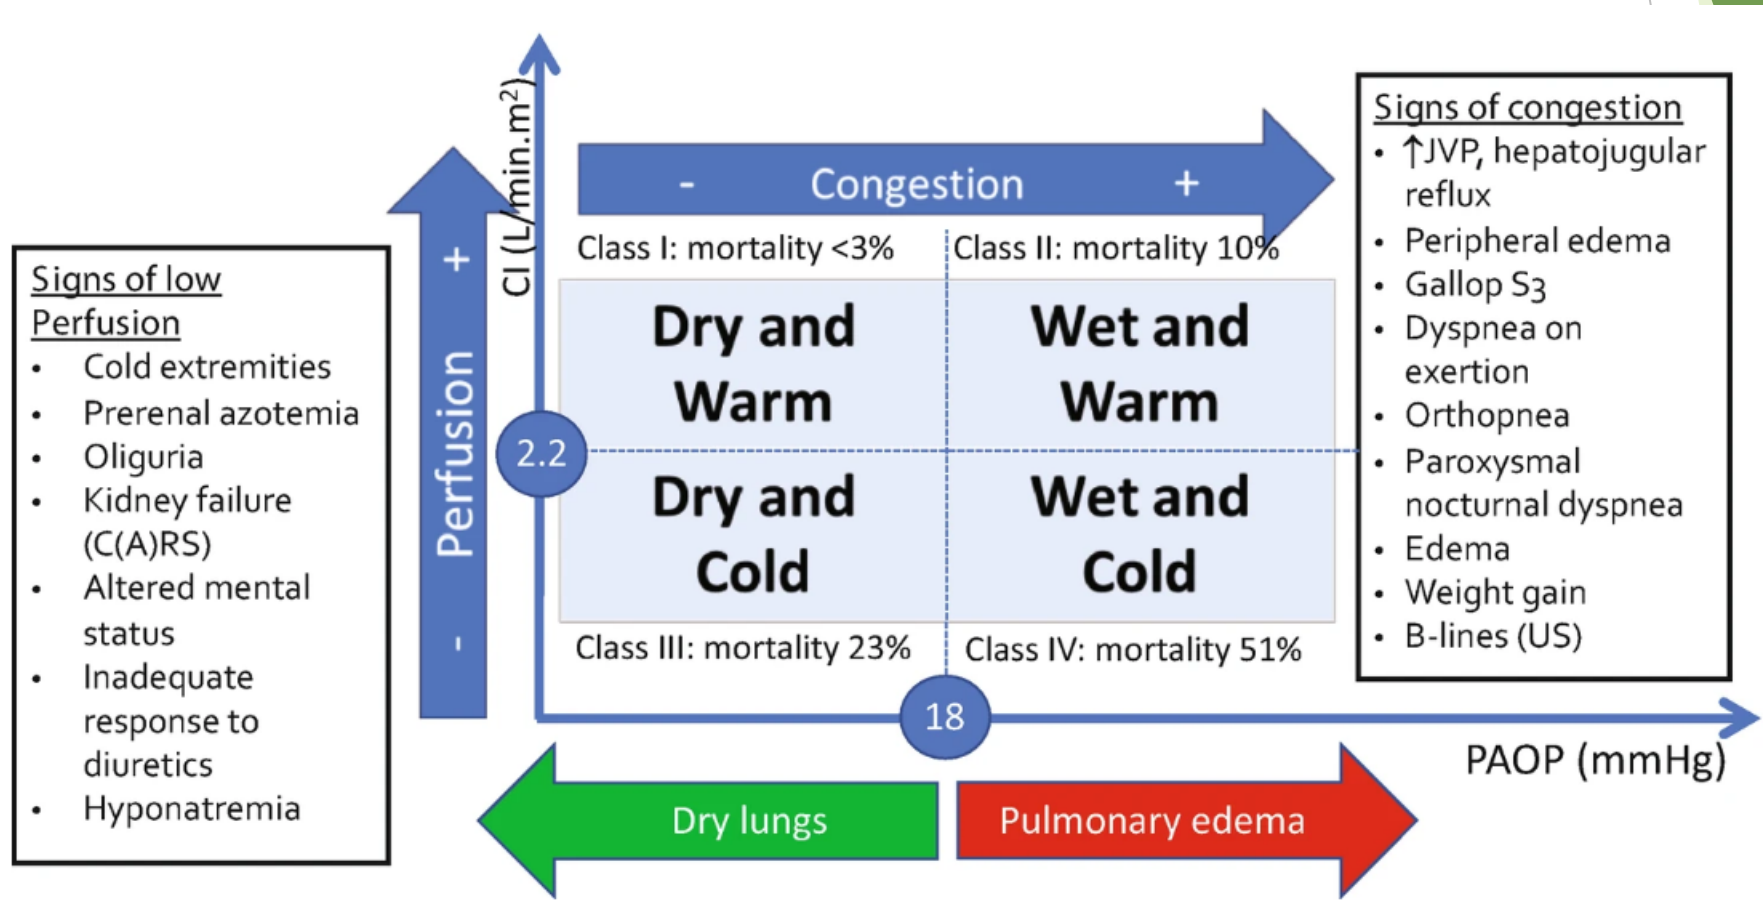 CI (L/min.m²)
- Congestion +
Class I: mortality <3%
Class II: mortality 10%
Signs of low
Perfusion
• Cold extremities
• Prerenal azotemia
• Oliguria
• Kidney failure
(C(A)RS)
• Altered mental
status
• Inadequate
response to
diuretics
• Hyponatremia
- Perfusion +
2.2
Dry and
Warm
Wet and
Warm
Dry and
Cold
Wet and
Cold
Class III: mortality 23%
Class IV: mortality 51%
18
PAOP (mmHg)
Dry lungs
Pulmonary edema
Signs of congestion
• ↑JVP, hepatojugular
reflux
• Peripheral edema
• Gallop S3
• Dyspnea on
exertion
• Orthopnea
• Paroxysmal
nocturnal dyspnea
• Edema
• Weight gain
• B-lines (US)